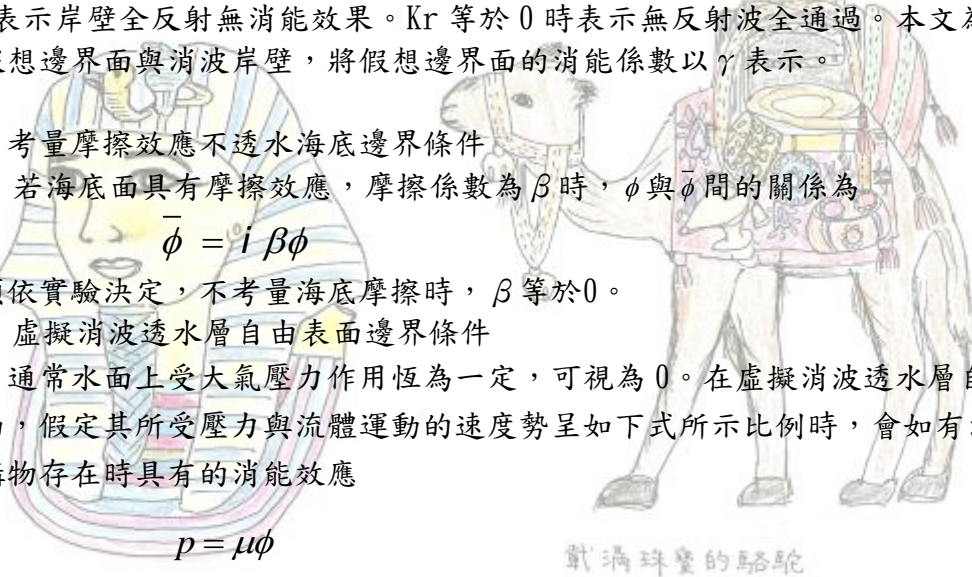 表示岸壁全反射無消能效果。Kr 等於 0 時表示無反射波全通過。本文為
想邊界面與消波岸壁,將假想邊界面的消能係數以 γ 表示。
考量摩擦效應不透水海底邊界條件
若海底面具有摩擦效應,摩擦係數為 β 時,ϕ與ϕ̄間的關係為
ϕ̄ = i βϕ
依實驗決定,不考量海底摩擦時,β 等於0。
虛擬消波透水層自由表面邊界條件
通常水面上受大氣壓力作用恆為一定,可視為 0。在虛擬消波透水層自
,假定其所受壓力與流體運動的速度勢呈如下式所示比例時,會如有
物存在時具有的消能效應
p = μϕ
戴滿珠寶的駱駝